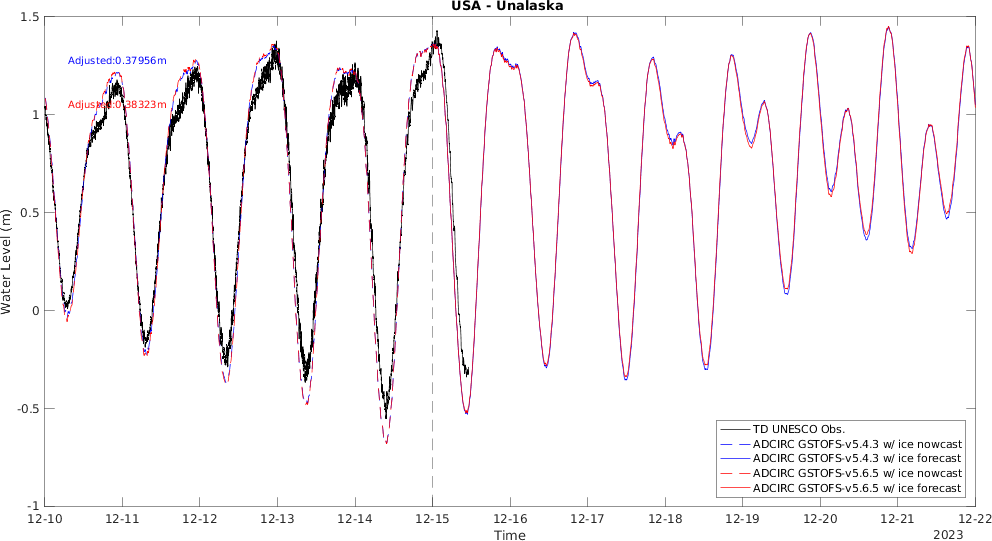 USA - Unalaska
1.5
1
0.5
0
-0.5
-1
Water Level (m)
Adjusted:0.37956m
Adjusted:0.38323m
TD UNESCO Obs.
ADCIRC GSTOFS-v5.4.3 w/ ice nowcast
ADCIRC GSTOFS-v5.4.3 w/ ice forecast
ADCIRC GSTOFS-v5.6.5 w/ ice nowcast
ADCIRC GSTOFS-v5.6.5 w/ ice forecast
12-10 12-11 12-12 12-13 12-14 12-15 12-16 12-17 12-18 12-19 12-20 12-21 12-22
Time
2023